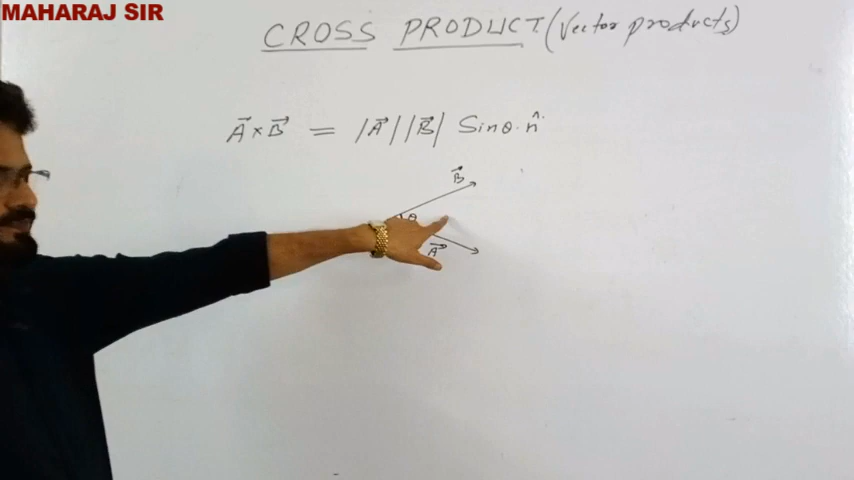 MAHARAJ SIR
CROSS PRODUCT (Vector products)
A⃗ × B⃗ = |A⃗| |B⃗| Sinθ · n̂
B⃗
θ
A⃗